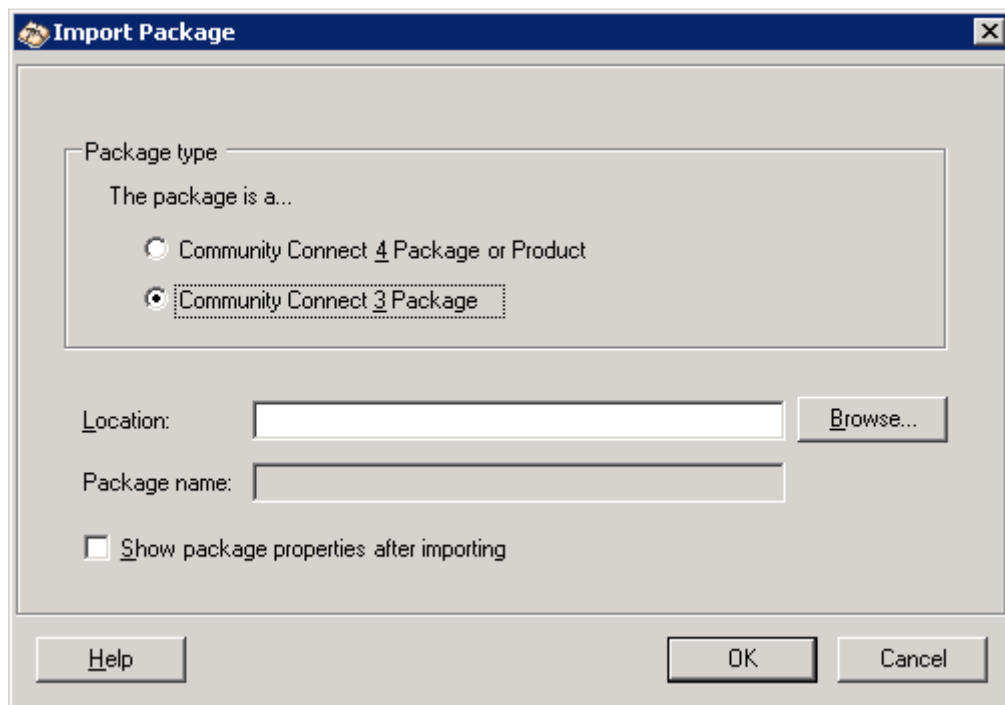 Import Package
Package type
The package is a...
Community Connect 4 Package or Product
Community Connect 3 Package
Location:
Browse...
Package name:
Show package properties after importing
Help
OK
Cancel